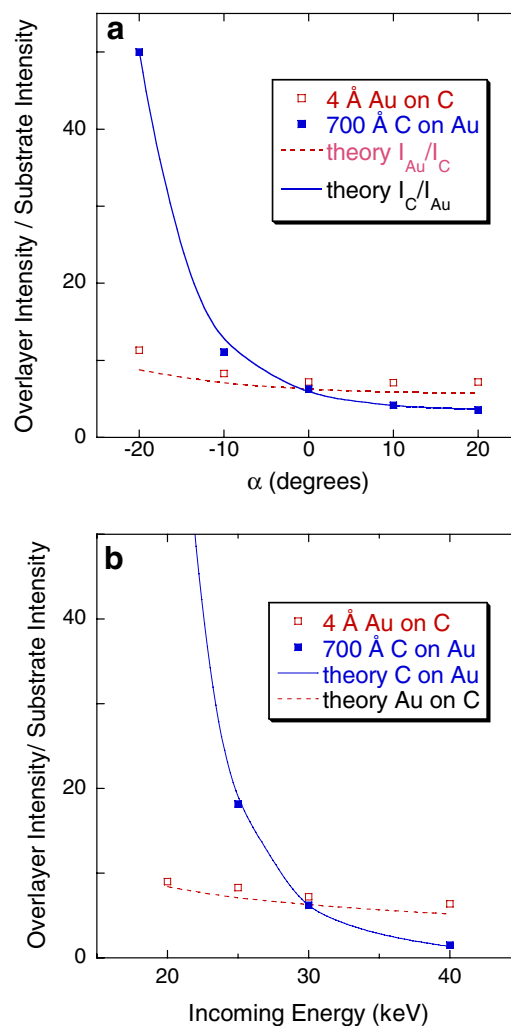 a
Overlayer Intensity / Substrate Intensity
40
20
0
4 Å Au on C
700 Å C on Au
theory I_Au/I_C
theory I_C/I_Au
-20 -10 0 10 20
α (degrees)
b
Overlayer Intensity/ Substrate Intensity
40
20
0
4 Å Au on C
700 Å C on Au
theory C on Au
theory Au on C
20 30 40
Incoming Energy (keV)